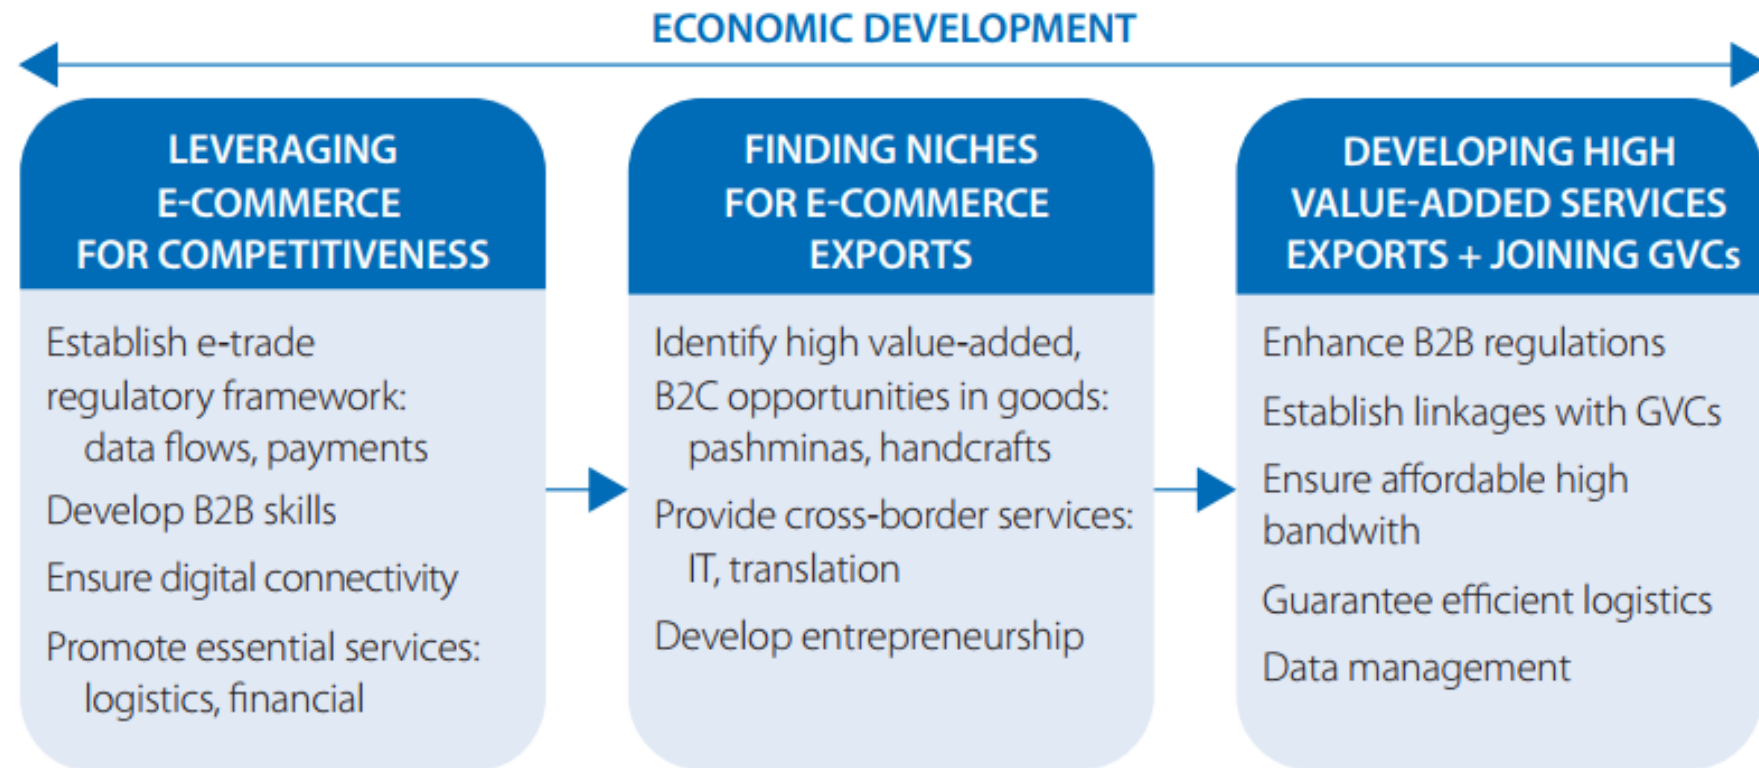 ECONOMIC DEVELOPMENT
LEVERAGING
E-COMMERCE
FOR COMPETITIVENESS
Establish e-trade
regulatory framework:
data flows, payments
Develop B2B skills
Ensure digital connectivity
Promote essential services:
logistics, financial
FINDING NICHES
FOR E-COMMERCE
EXPORTS
Identify high value-added,
B2C opportunities in goods:
pashminas, handcrafts
Provide cross-border services:
IT, translation
Develop entrepreneurship
DEVELOPING HIGH
VALUE-ADDED SERVICES
EXPORTS + JOINING GVCs
Enhance B2B regulations
Establish linkages with GVCs
Ensure affordable high
bandwith
Guarantee efficient logistics
Data management